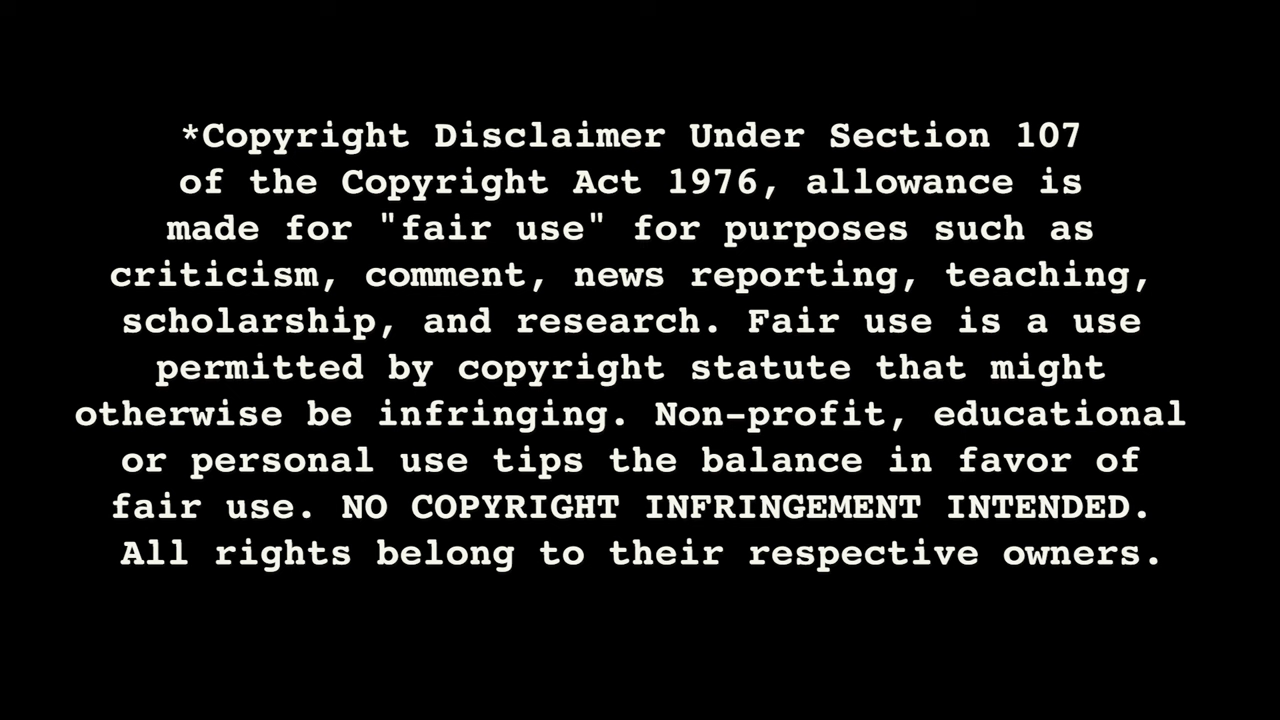 *Copyright Disclaimer Under Section 107
of the Copyright Act 1976, allowance is
made for "fair use" for purposes such as
criticism, comment, news reporting, teaching,
scholarship, and research. Fair use is a use
permitted by copyright statute that might
otherwise be infringing. Non-profit, educational
or personal use tips the balance in favor of
fair use. NO COPYRIGHT INFRINGEMENT INTENDED.
All rights belong to their respective owners.